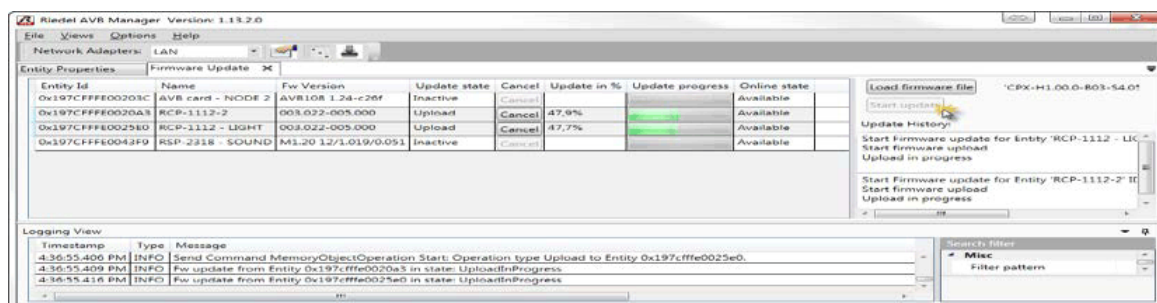 Riedel AVB Manager Version: 1.13.2.0
File Views Options Help
Network Adapters: LAN
Entity Properties Firmware Update
Entity Id Name Fw Version Update state Cancel Update in % Update progress Online state
0x197CFFFE00203C AVB card - NODE 2 AVB108 1.24-c26f Inactive Cancel Available
0x197CFFFE0020A3 RCP-1112-2 003.022-005.000 Upload Cancel 47,9% Available
0x197CFFFE0025E0 RCP-1112 - LIGHT 003.022-005.000 Upload Cancel 47,7% Available
0x197CFFFE0043F9 RSP-2318 - SOUND M1.20 12/1.019/0.051 Inactive Cancel Available
Load firmware file 'CPX-H1.00.0-B03-S4.0
Start update
Update History:
Start Firmware update for Entity 'RCP-1112 - LIG
Start firmware upload
Upload in progress
Start Firmware update for Entity 'RCP-1112-2' ID
Start firmware upload
Upload in progress
Logging View
Timestamp Type Message
4:36:55.406 PM INFO Send Command MemoryObjectOperation Start: Operation type Upload to Entity 0x197cfffe0025e0.
4:36:55.409 PM INFO Fw update from Entity 0x197cfffe0020a3 in state: UploadInProgress
4:36:55.416 PM INFO Fw update from Entity 0x197cfffe0025e0 in state: UploadInProgress
Search filter
Misc
Filter pattern